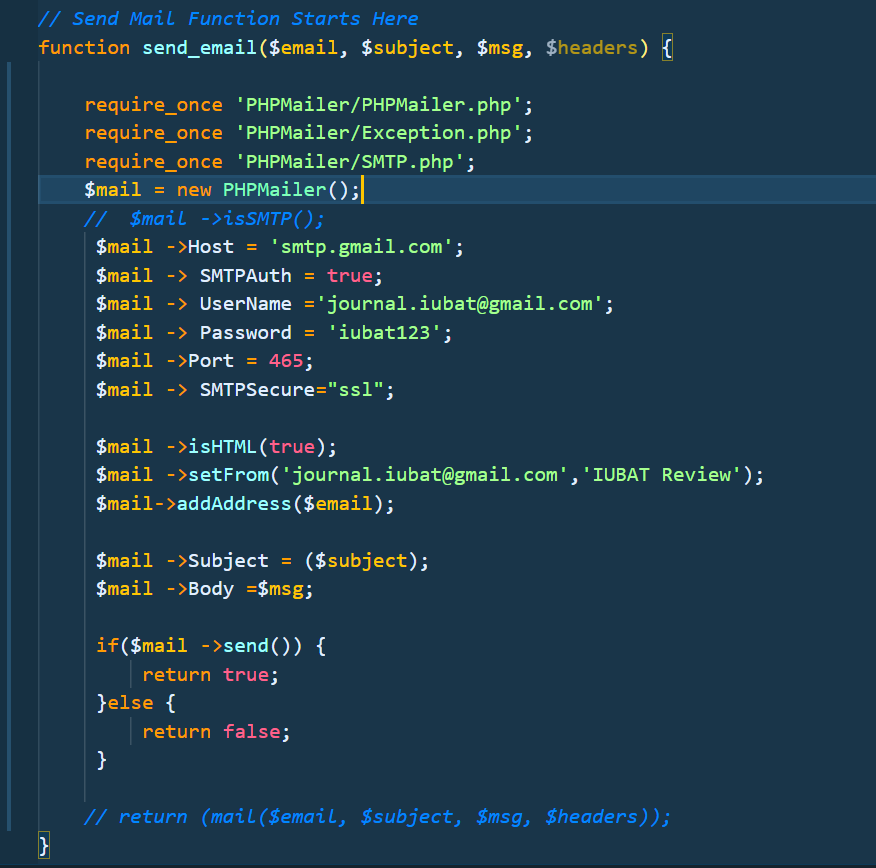 // Send Mail Function Starts Here
function send_email($email, $subject, $msg, $headers) {
require_once 'PHPMailer/PHPMailer.php';
require_once 'PHPMailer/Exception.php';
require_once 'PHPMailer/SMTP.php';
$mail = new PHPMailer();
//  $mail ->isSMTP();
$mail ->Host = 'smtp.gmail.com';
$mail -> SMTPAuth = true;
$mail -> UserName ='journal.iubat@gmail.com';
$mail -> Password = 'iubat123';
$mail ->Port = 465;
$mail -> SMTPSecure="ssl";
$mail ->isHTML(true);
$mail ->setFrom('journal.iubat@gmail.com','IUBAT Review');
$mail->addAddress($email);
$mail ->Subject = ($subject);
$mail ->Body =$msg;
if($mail ->send()) {
return true;
}else {
return false;
}
// return (mail($email, $subject, $msg, $headers));
}